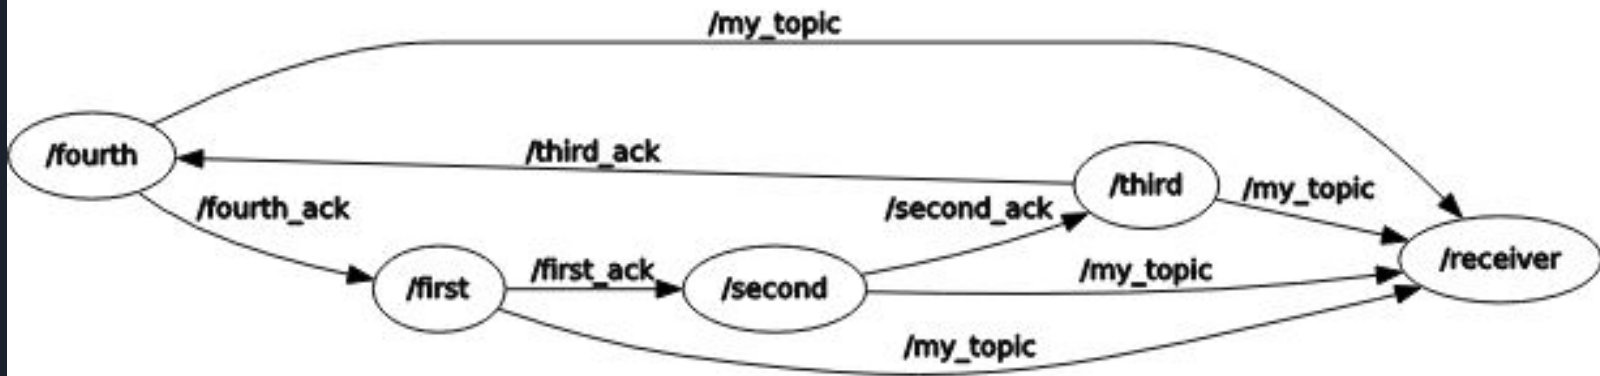 /my_topic
/fourth
/third_ack
/third
/my_topic
/fourth_ack
/second_ack
/receiver
/first
/first_ack
/second
/my_topic
/my_topic